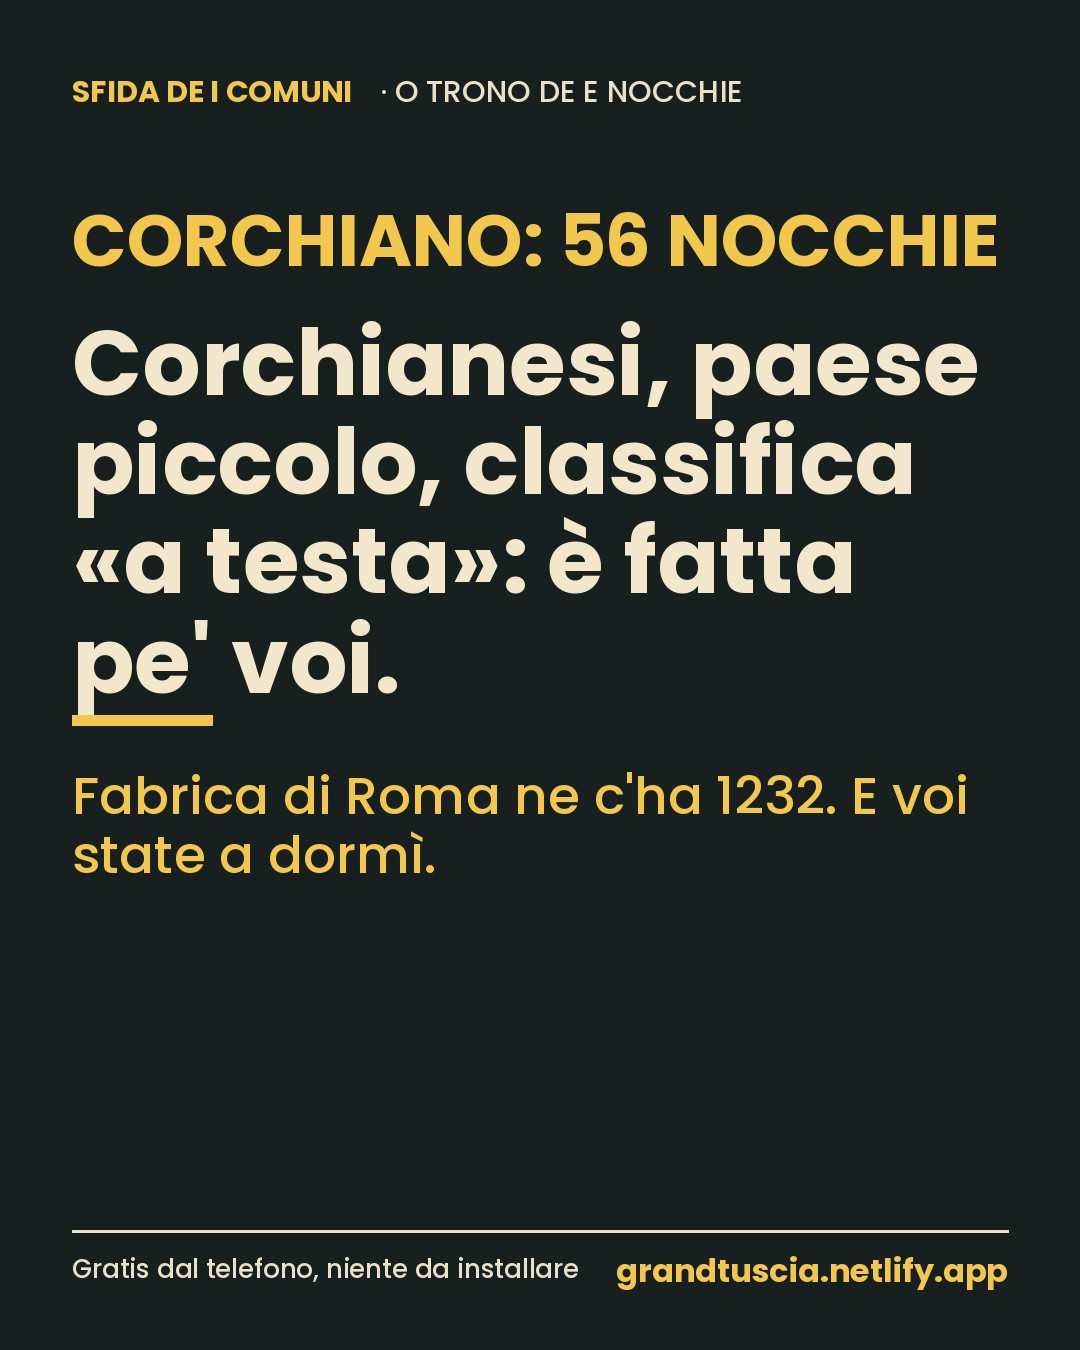 SFIDA DE I COMUNI · O TRONO DE E NOCCHIE
CORCHIANO: 56 NOCCHIE
Corchianesi, paese
piccolo, classifica
«a testa»: è fatta
pe' voi.
Fabrica di Roma ne c'ha 1232. E voi
state a dormì.
Gratis dal telefono, niente da installare grandtuscia.netlify.app